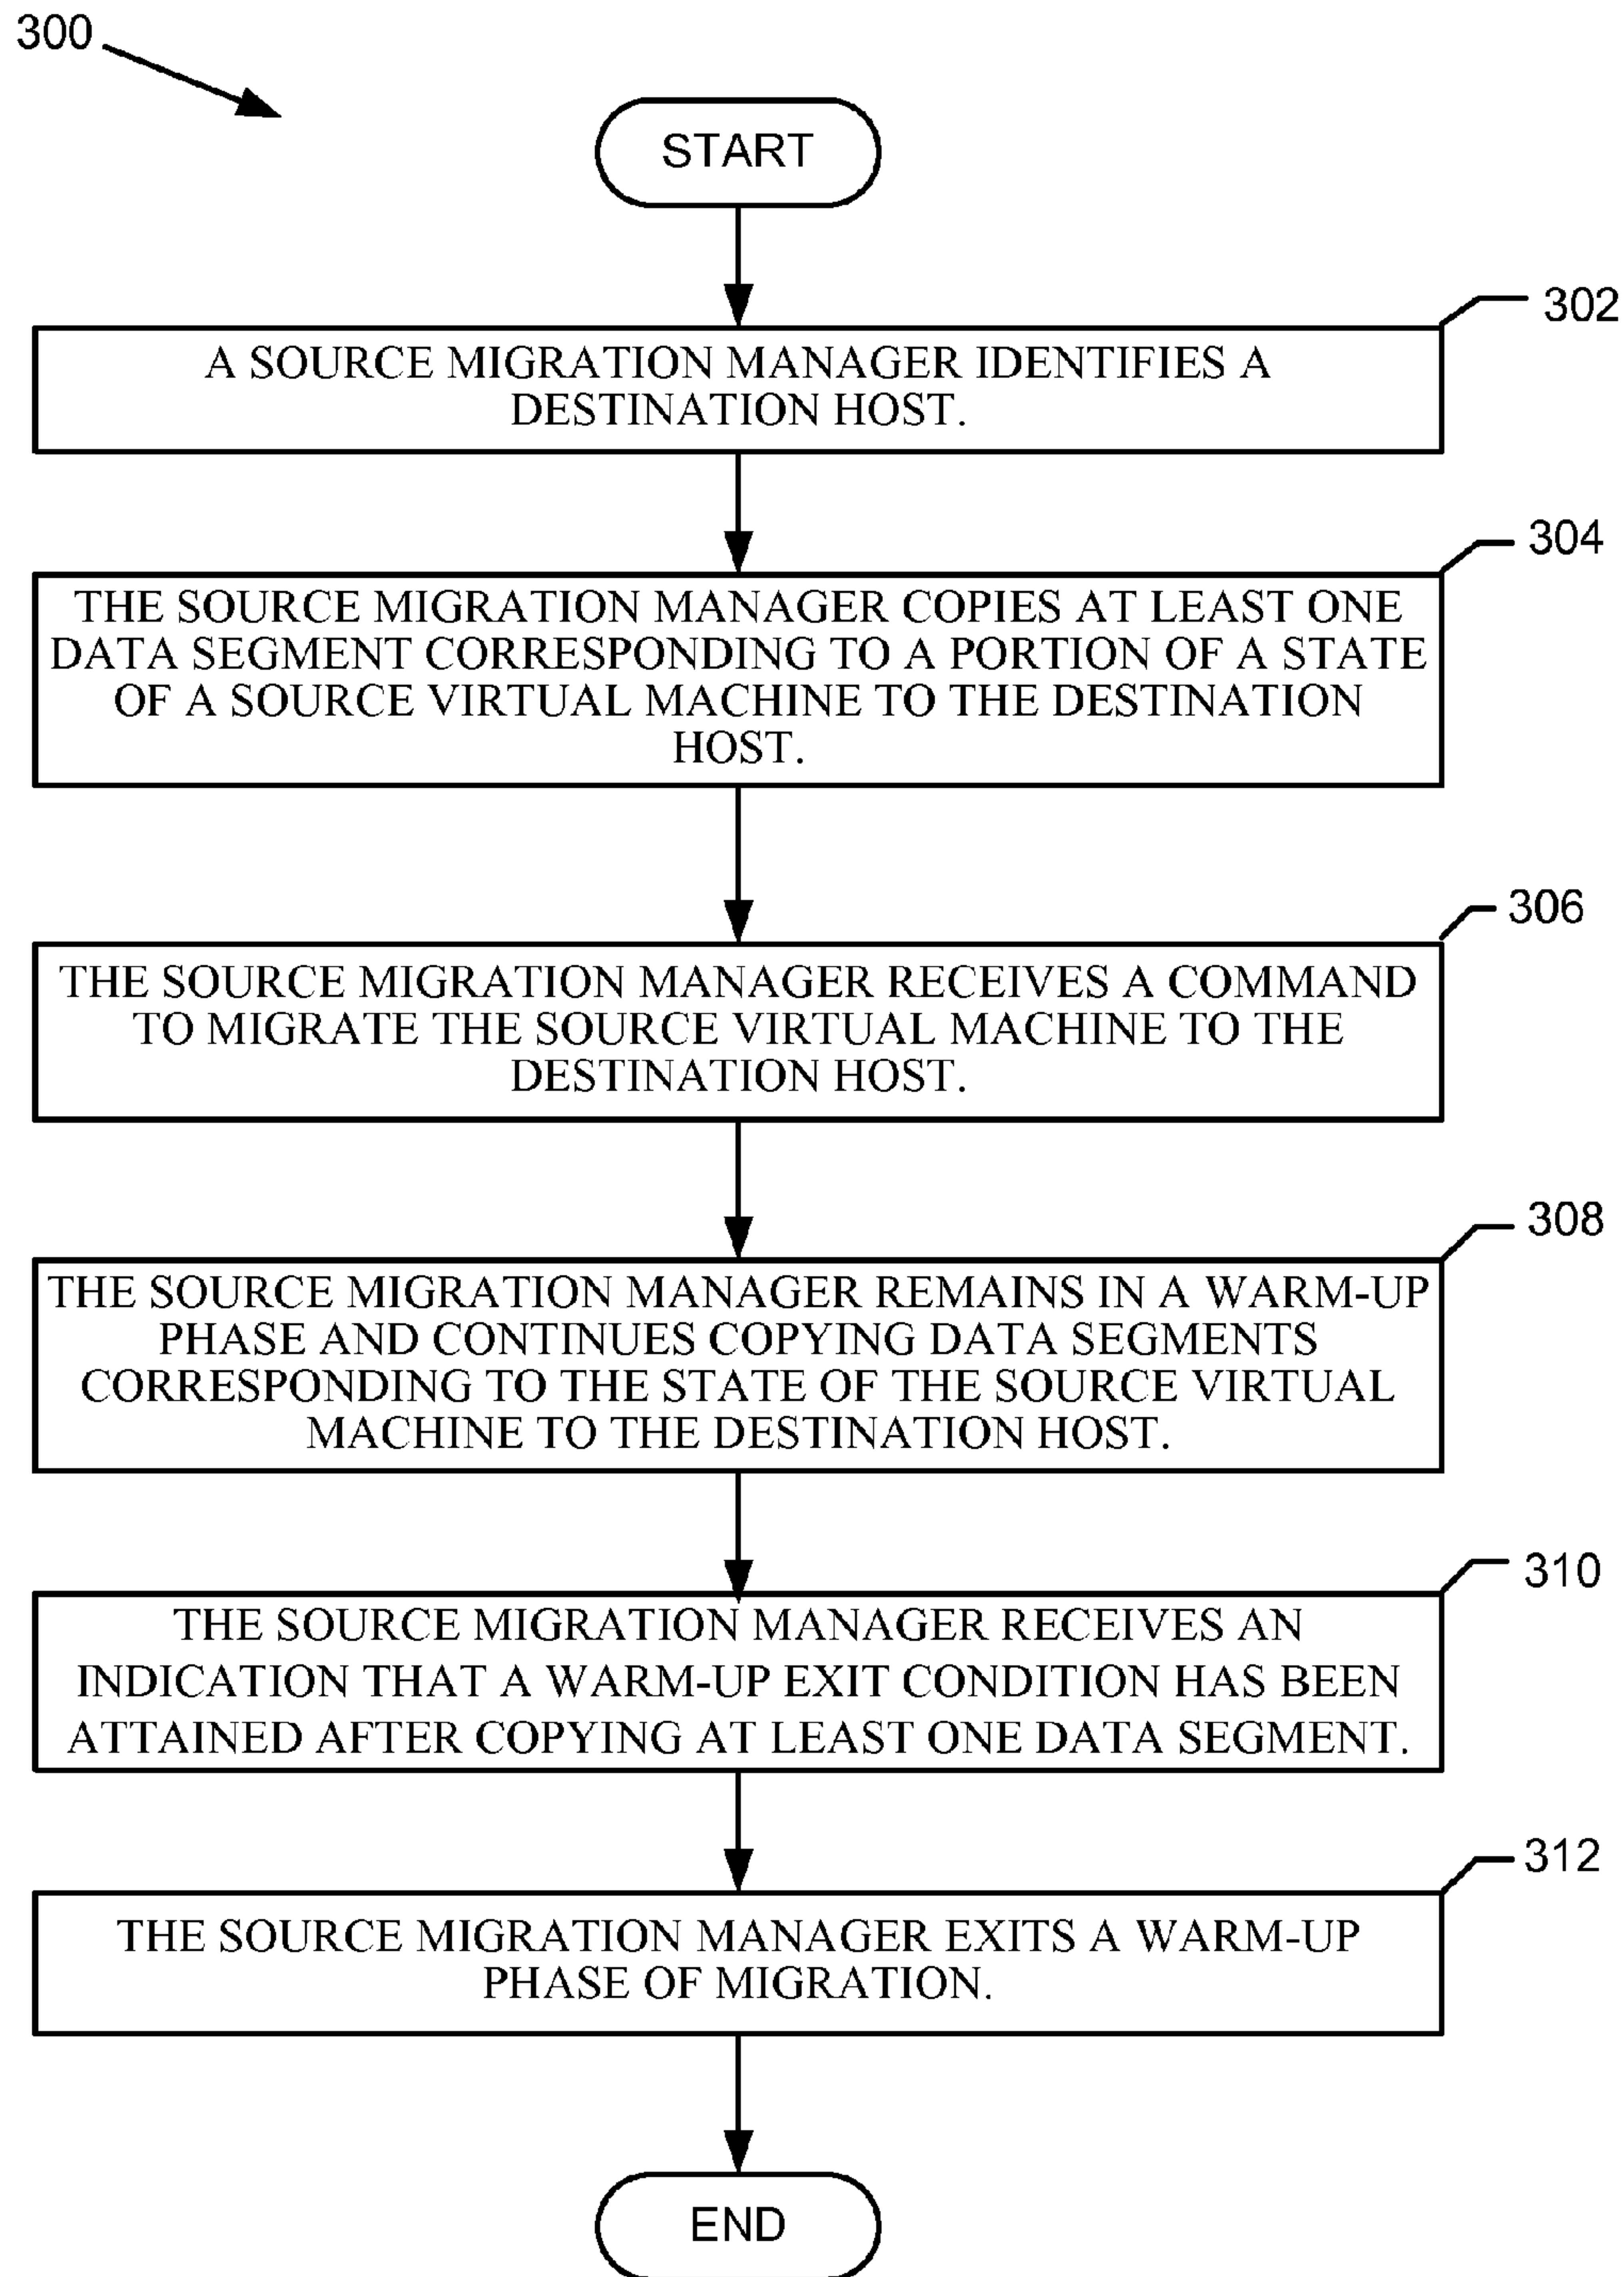 300
START
302
A SOURCE MIGRATION MANAGER IDENTIFIES A
DESTINATION HOST.
304
THE SOURCE MIGRATION MANAGER COPIES AT LEAST ONE
DATA SEGMENT CORRESPONDING TO A PORTION OF A STATE
OF A SOURCE VIRTUAL MACHINE TO THE DESTINATION
HOST.
306
THE SOURCE MIGRATION MANAGER RECEIVES A COMMAND
TO MIGRATE THE SOURCE VIRTUAL MACHINE TO THE
DESTINATION HOST.
308
THE SOURCE MIGRATION MANAGER REMAINS IN A WARM-UP
PHASE AND CONTINUES COPYING DATA SEGMENTS
CORRESPONDING TO THE STATE OF THE SOURCE VIRTUAL
MACHINE TO THE DESTINATION HOST.
310
THE SOURCE MIGRATION MANAGER RECEIVES AN
INDICATION THAT A WARM-UP EXIT CONDITION HAS BEEN
ATTAINED AFTER COPYING AT LEAST ONE DATA SEGMENT.
312
THE SOURCE MIGRATION MANAGER EXITS A WARM-UP
PHASE OF MIGRATION.
END